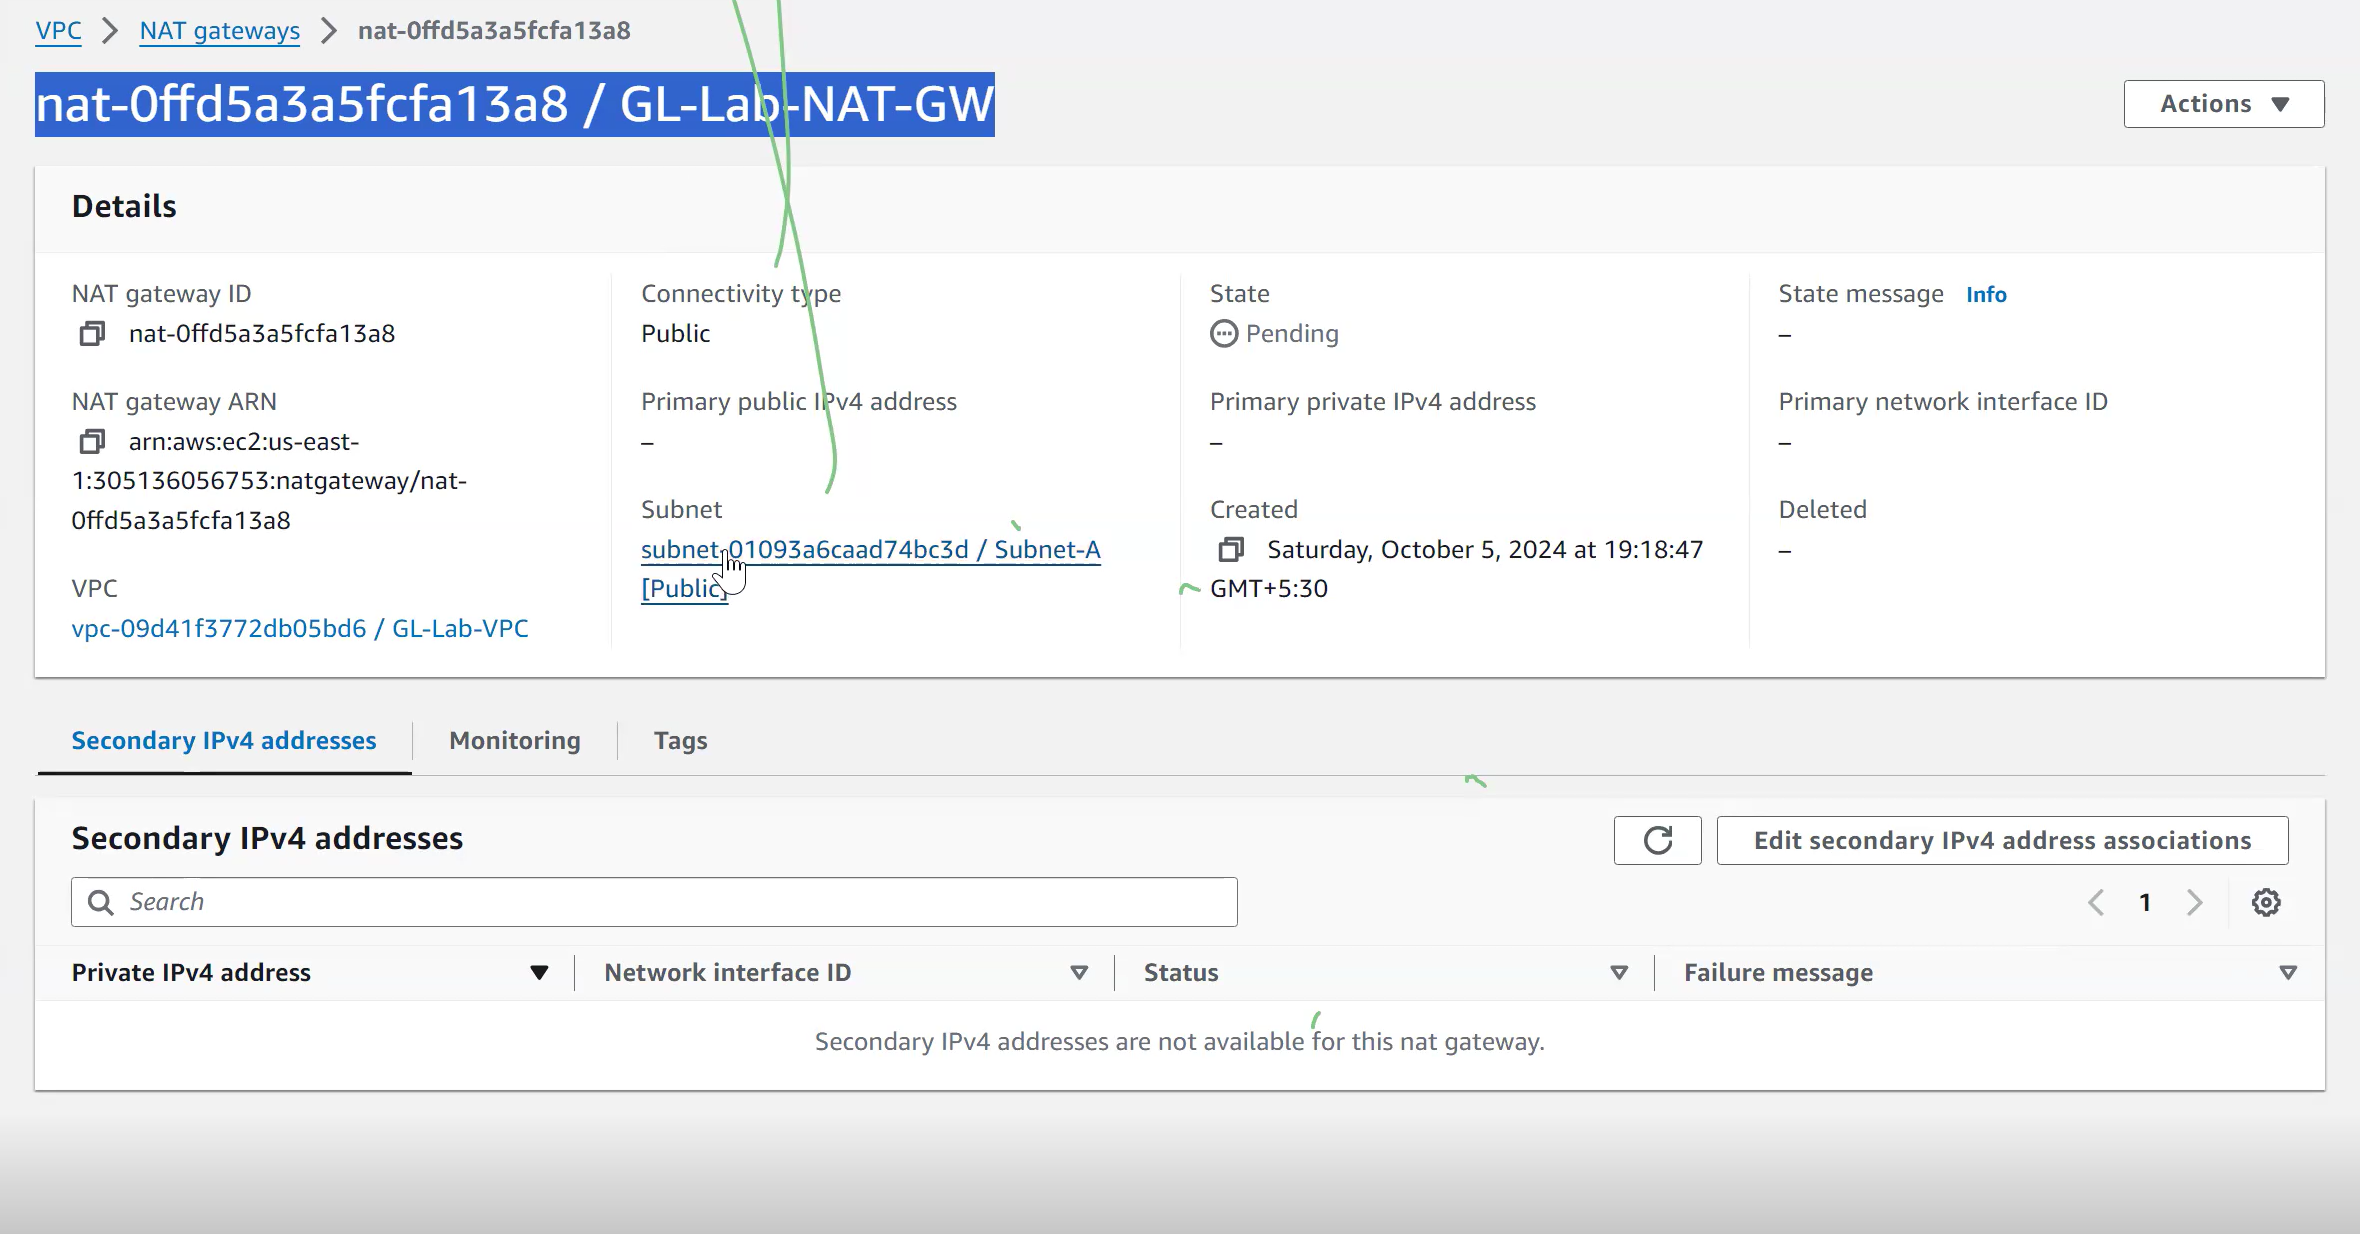 VPC > NAT gateways > nat-0ffd5a3a5fcfa13a8
nat-0ffd5a3a5fcfa13a8 / GL-Lab-NAT-GW
Actions
Details
NAT gateway ID
nat-0ffd5a3a5fcfa13a8
NAT gateway ARN
arn:aws:ec2:us-east-
1:305136056753:natgateway/nat-
0ffd5a3a5fcfa13a8
VPC
vpc-09d41f3772db05bd6 / GL-Lab-VPC
Connectivity type
Public
Primary public IPv4 address
–
Subnet
subnet-01093a6caad74bc3d / Subnet-A
[Public]
State
Pending
Primary private IPv4 address
–
Created
Saturday, October 5, 2024 at 19:18:47
GMT+5:30
State message Info
–
Primary network interface ID
–
Deleted
–
Secondary IPv4 addresses
Monitoring
Tags
Secondary IPv4 addresses
Edit secondary IPv4 address associations
Search
1
Private IPv4 address
Network interface ID
Status
Failure message
Secondary IPv4 addresses are not available for this nat gateway.